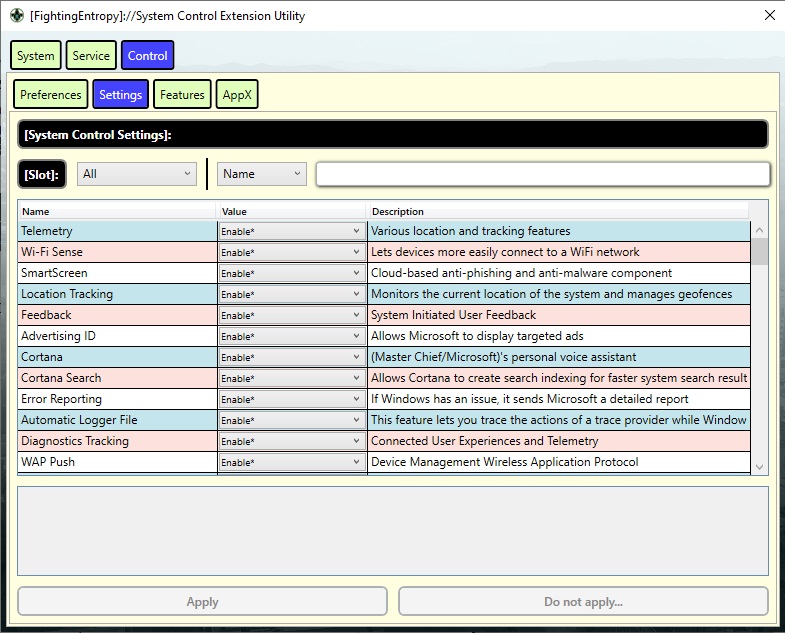 [FightingEntropy]://System Control Extension Utility
System Service Control
Preferences Settings Features AppX
[System Control Settings]:
[Slot]: All Name
Name Value Description
Telemetry Enable* Various location and tracking features
Wi-Fi Sense Enable* Lets devices more easily connect to a WiFi network
SmartScreen Enable* Cloud-based anti-phishing and anti-malware component
Location Tracking Enable* Monitors the current location of the system and manages geofences
Feedback Enable* System Initiated User Feedback
Advertising ID Enable* Allows Microsoft to display targeted ads
Cortana Enable* (Master Chief/Microsoft)'s personal voice assistant
Cortana Search Enable* Allows Cortana to create search indexing for faster system search result
Error Reporting Enable* If Windows has an issue, it sends Microsoft a detailed report
Automatic Logger File Enable* This feature lets you trace the actions of a trace provider while Window
Diagnostics Tracking Enable* Connected User Experiences and Telemetry
WAP Push Enable* Device Management Wireless Application Protocol
Apply Do not apply...